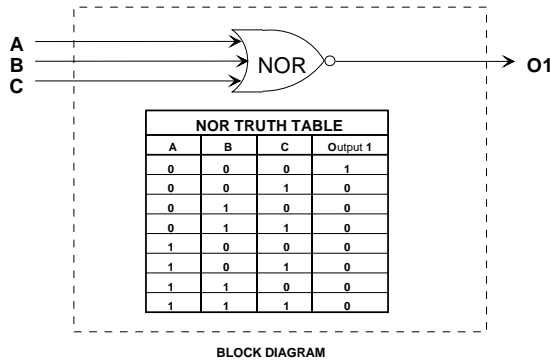 A
B
C
NOR
O1
NOR TRUTH TABLE
A B C Output 1
0 0 0 1
0 0 1 0
0 1 0 0
0 1 1 0
1 0 0 0
1 0 1 0
1 1 0 0
1 1 1 0
BLOCK DIAGRAM